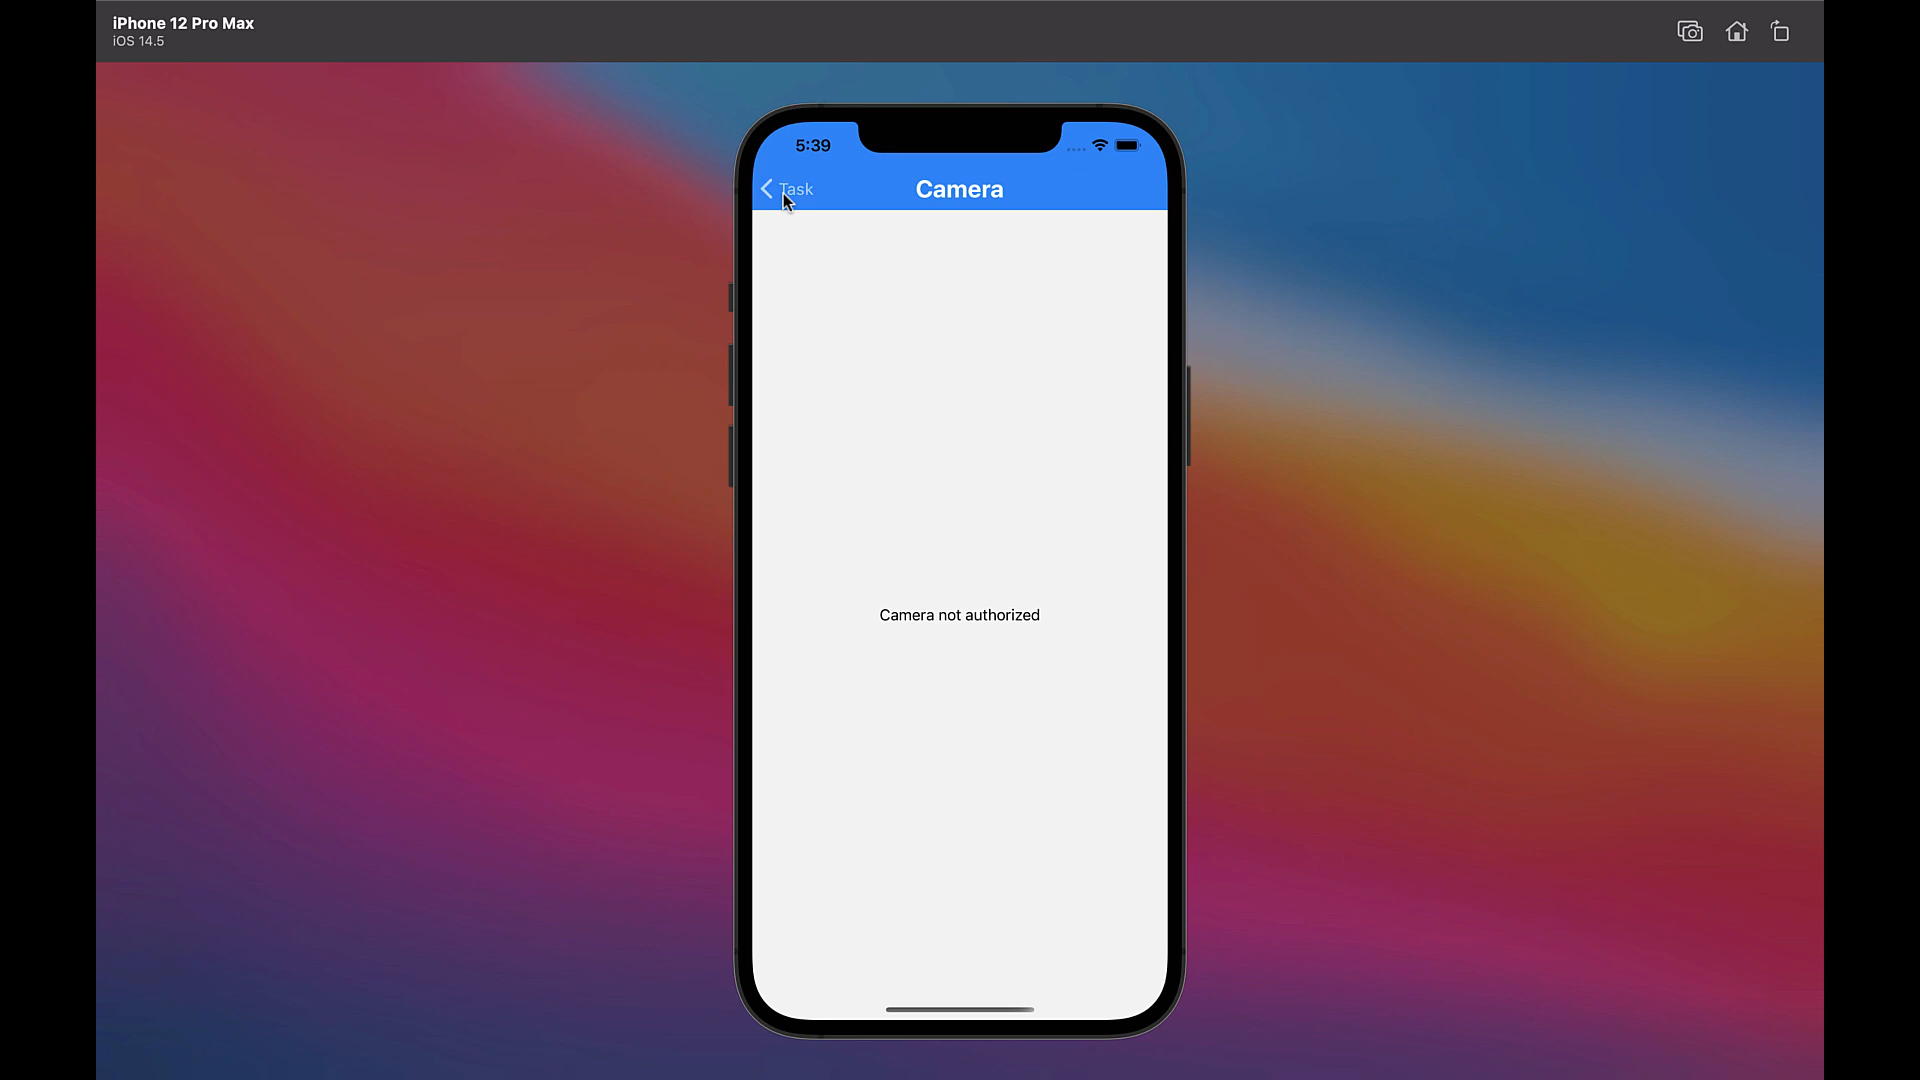 iPhone 12 Pro Max
iOS 14.5
5:39
Task
Camera
Camera not authorized